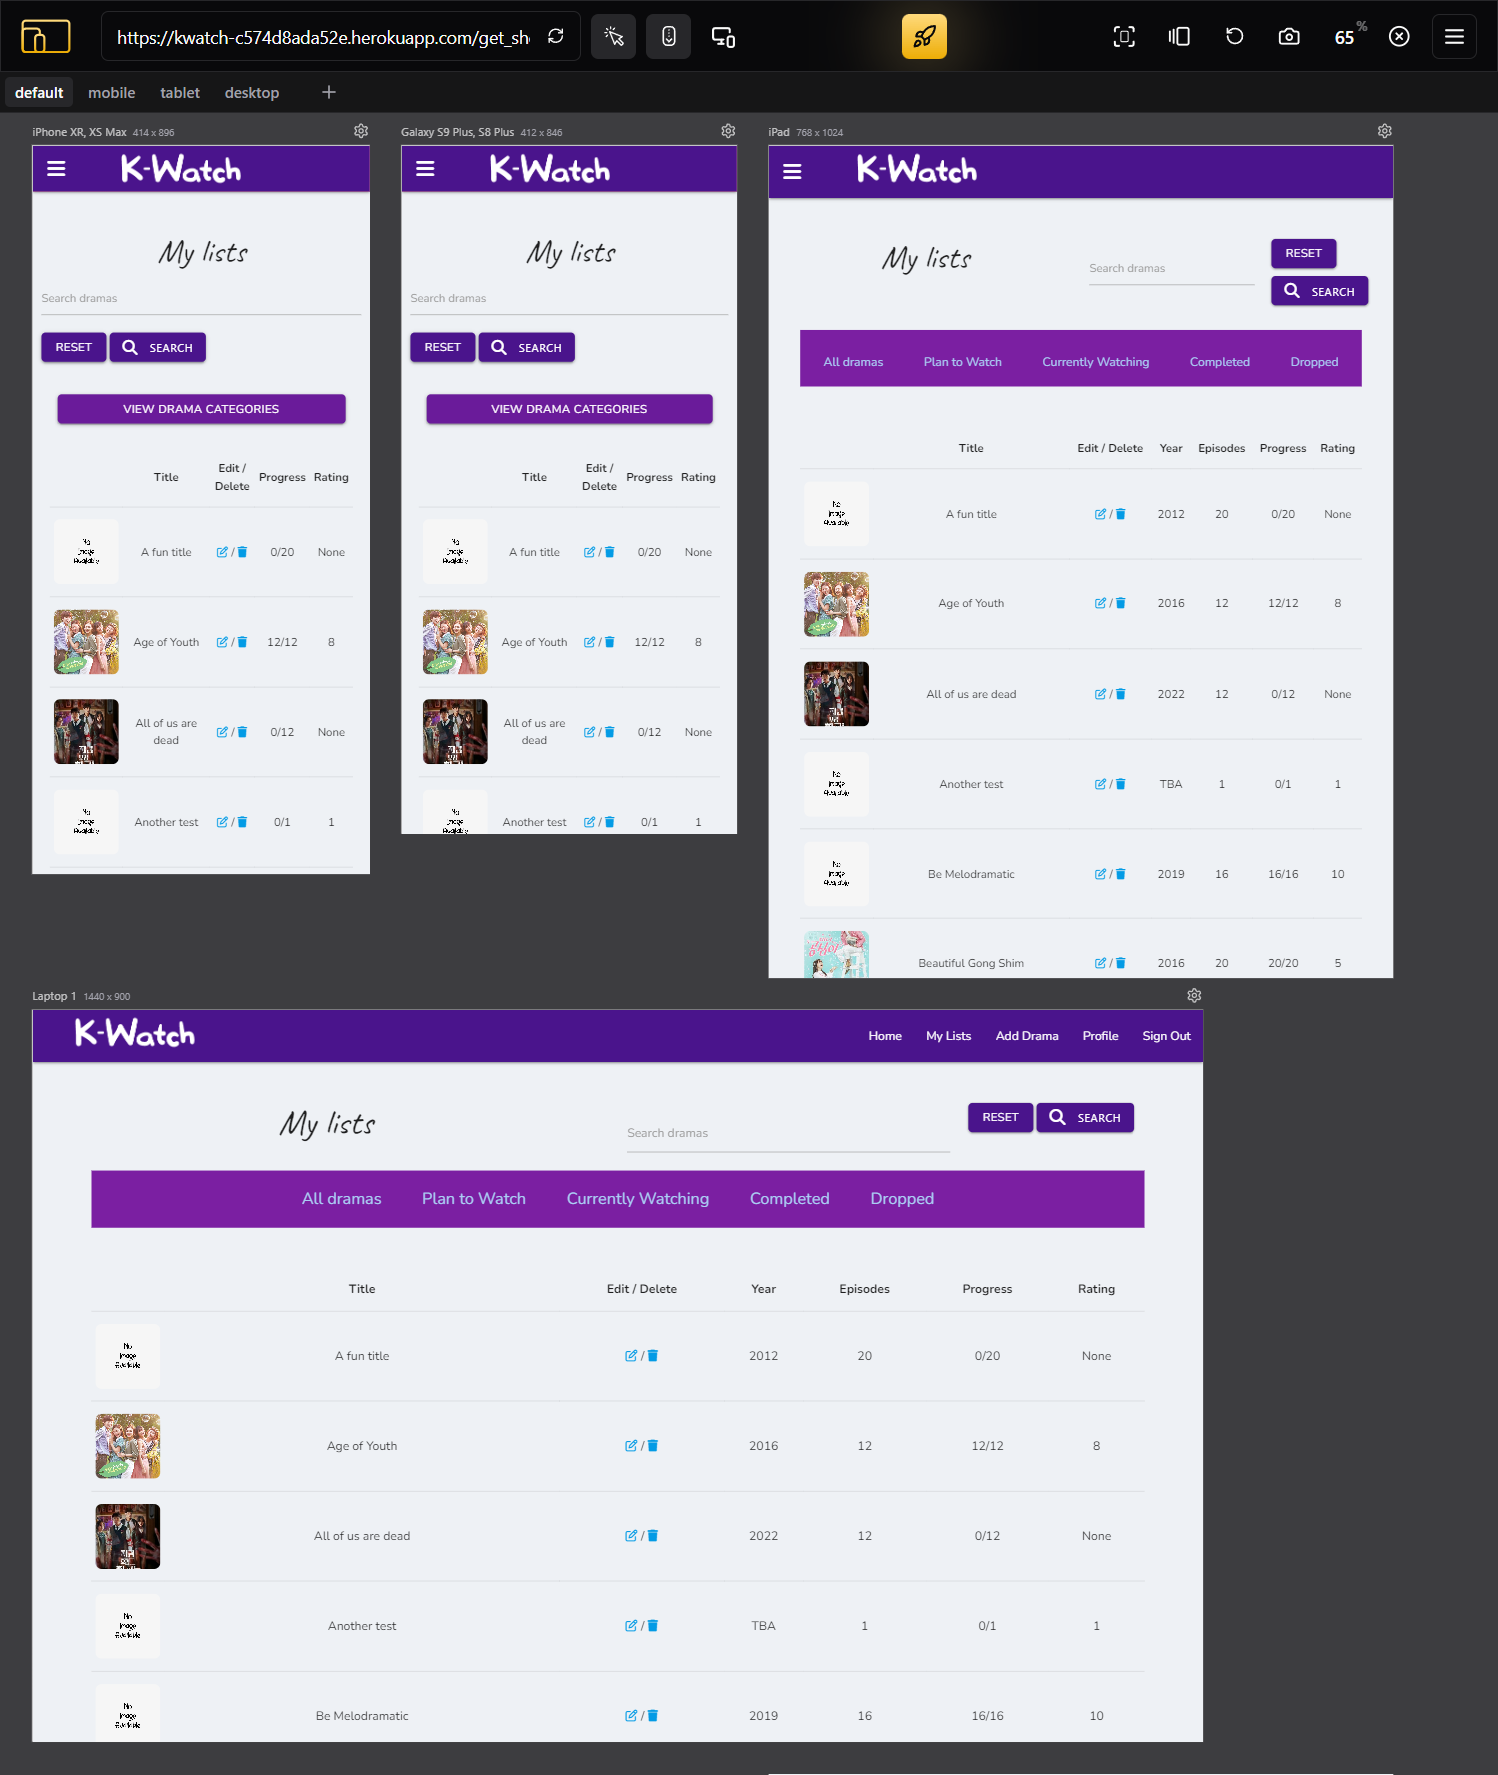 https://kwatch-c574d8ada52e.herokuapp.com/get_sh
65 %
default mobile tablet desktop
iPhone XR, XS Max 414 x 896
K-Watch
My lists
Search dramas
RESET SEARCH
VIEW DRAMA CATEGORIES
Title Edit / Delete Progress Rating
No Image Available A fun title / 0/20 None
Age of Youth / 12/12 8
All of us are dead / 0/12 None
No Image Available Another test / 0/1 1
Galaxy S9 Plus, S8 Plus 412 x 846
K-Watch
My lists
Search dramas
RESET SEARCH
VIEW DRAMA CATEGORIES
Title Edit / Delete Progress Rating
No Image Available A fun title / 0/20 None
Age of Youth / 12/12 8
All of us are dead / 0/12 None
No Image Available Another test / 0/1 1
iPad 768 x 1024
K-Watch
My lists
Search dramas
RESET
SEARCH
All dramas Plan to Watch Currently Watching Completed Dropped
Title Edit / Delete Year Episodes Progress Rating
No Image Available A fun title / 2012 20 0/20 None
Age of Youth / 2016 12 12/12 8
All of us are dead / 2022 12 0/12 None
No Image Available Another test / TBA 1 0/1 1
No Image Available Be Melodramatic / 2019 16 16/16 10
Beautiful Gong Shim / 2016 20 20/20 5
Laptop 1 1440 x 900
K-Watch Home My Lists Add Drama Profile Sign Out
My lists
Search dramas
RESET SEARCH
All dramas Plan to Watch Currently Watching Completed Dropped
Title Edit / Delete Year Episodes Progress Rating
No Image Available A fun title / 2012 20 0/20 None
Age of Youth / 2016 12 12/12 8
All of us are dead / 2022 12 0/12 None
No Image Available Another test / TBA 1 0/1 1
No Image Available Be Melodramatic / 2019 16 16/16 10